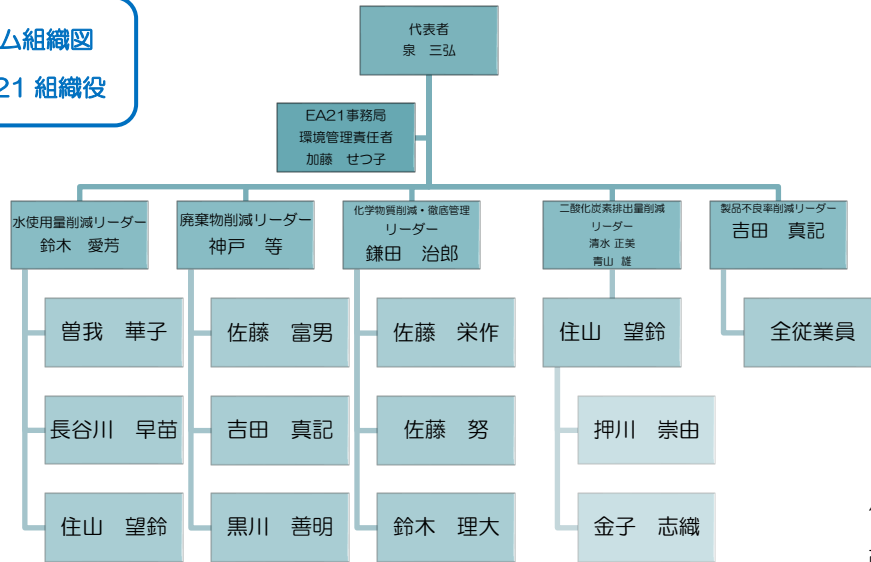 ム組織図
21 組織役
代表者
泉 三弘
EA21事務局
環境管理責任者
加藤 せつ子
水使用量削減リーダー
鈴木 愛芳
廃棄物削減リーダー
神戸 等
化学物質削減・徹底管理
リーダー
鎌田 治郎
二酸化炭素排出量削減
リーダー
清水 正美
青山 雄
製品不良率削減リーダー
吉田 真記
曽我 華子
佐藤 富男
佐藤 栄作
住山 望鈴
全従業員
長谷川 早苗
吉田 真記
佐藤 努
押川 崇由
住山 望鈴
黒川 善明
鈴木 理大
金子 志織